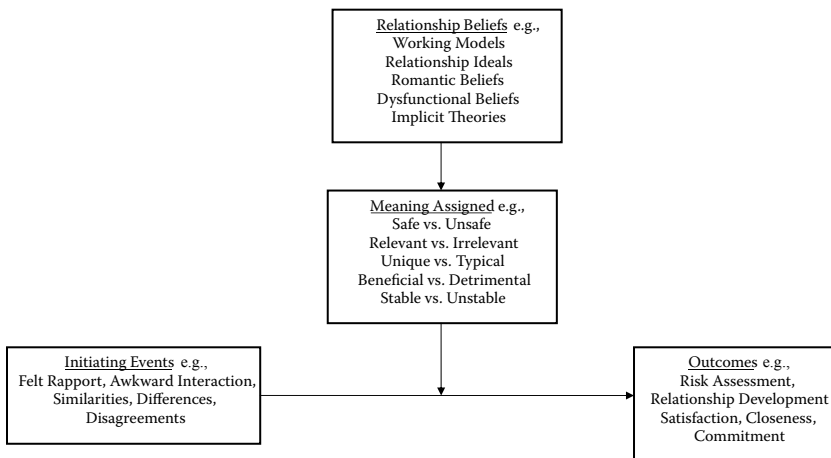 Relationship Beliefs e.g.,
Working Models
Relationship Ideals
Romantic Beliefs
Dysfunctional Beliefs
Implicit Theories
Meaning Assigned e.g.,
Safe vs. Unsafe
Relevant vs. Irrelevant
Unique vs. Typical
Beneficial vs. Detrimental
Stable vs. Unstable
Initiating Events e.g.,
Felt Rapport, Awkward Interaction,
Similarities, Differences,
Disagreements
Outcomes e.g.,
Risk Assessment,
Relationship Development
Satisfaction, Closeness,
Commitment